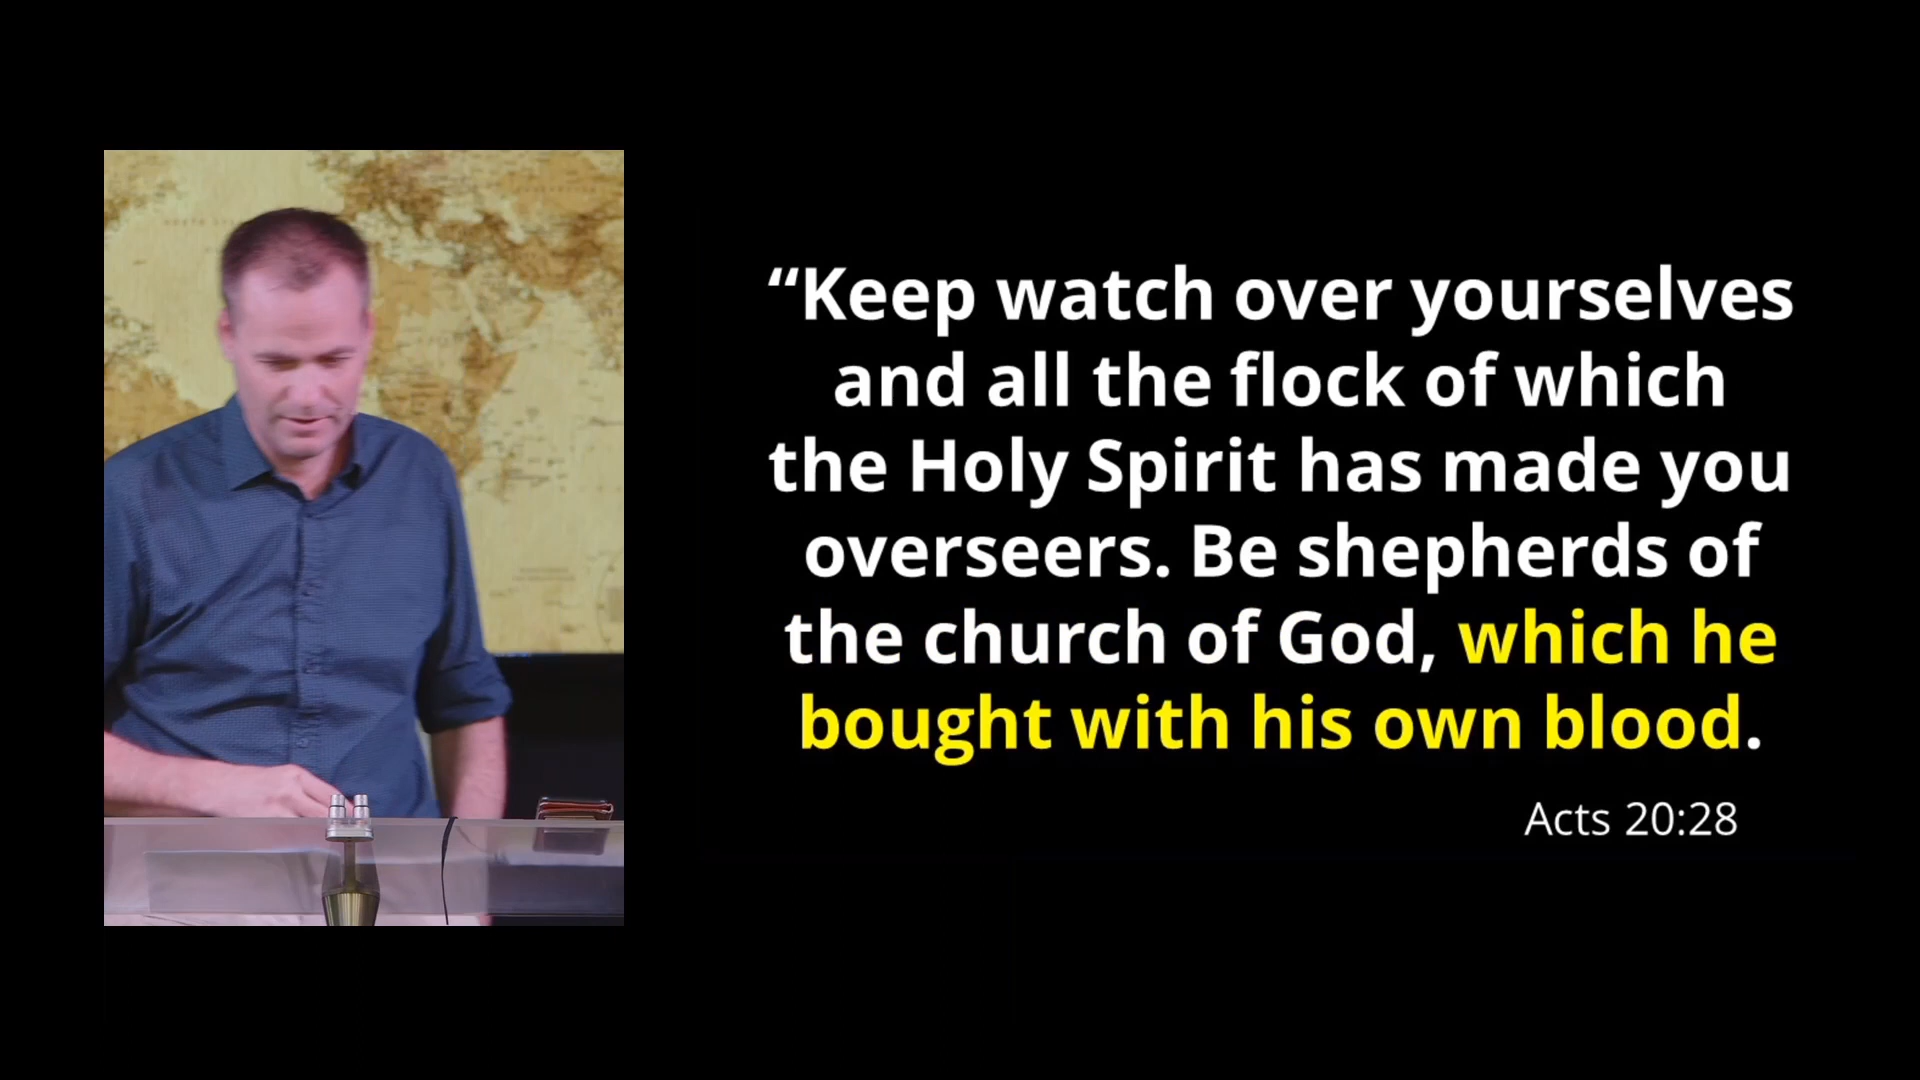 “Keep watch over yourselves
and all the flock of which
the Holy Spirit has made you
overseers. Be shepherds of
the church of God, which he
bought with his own blood.
Acts 20:28